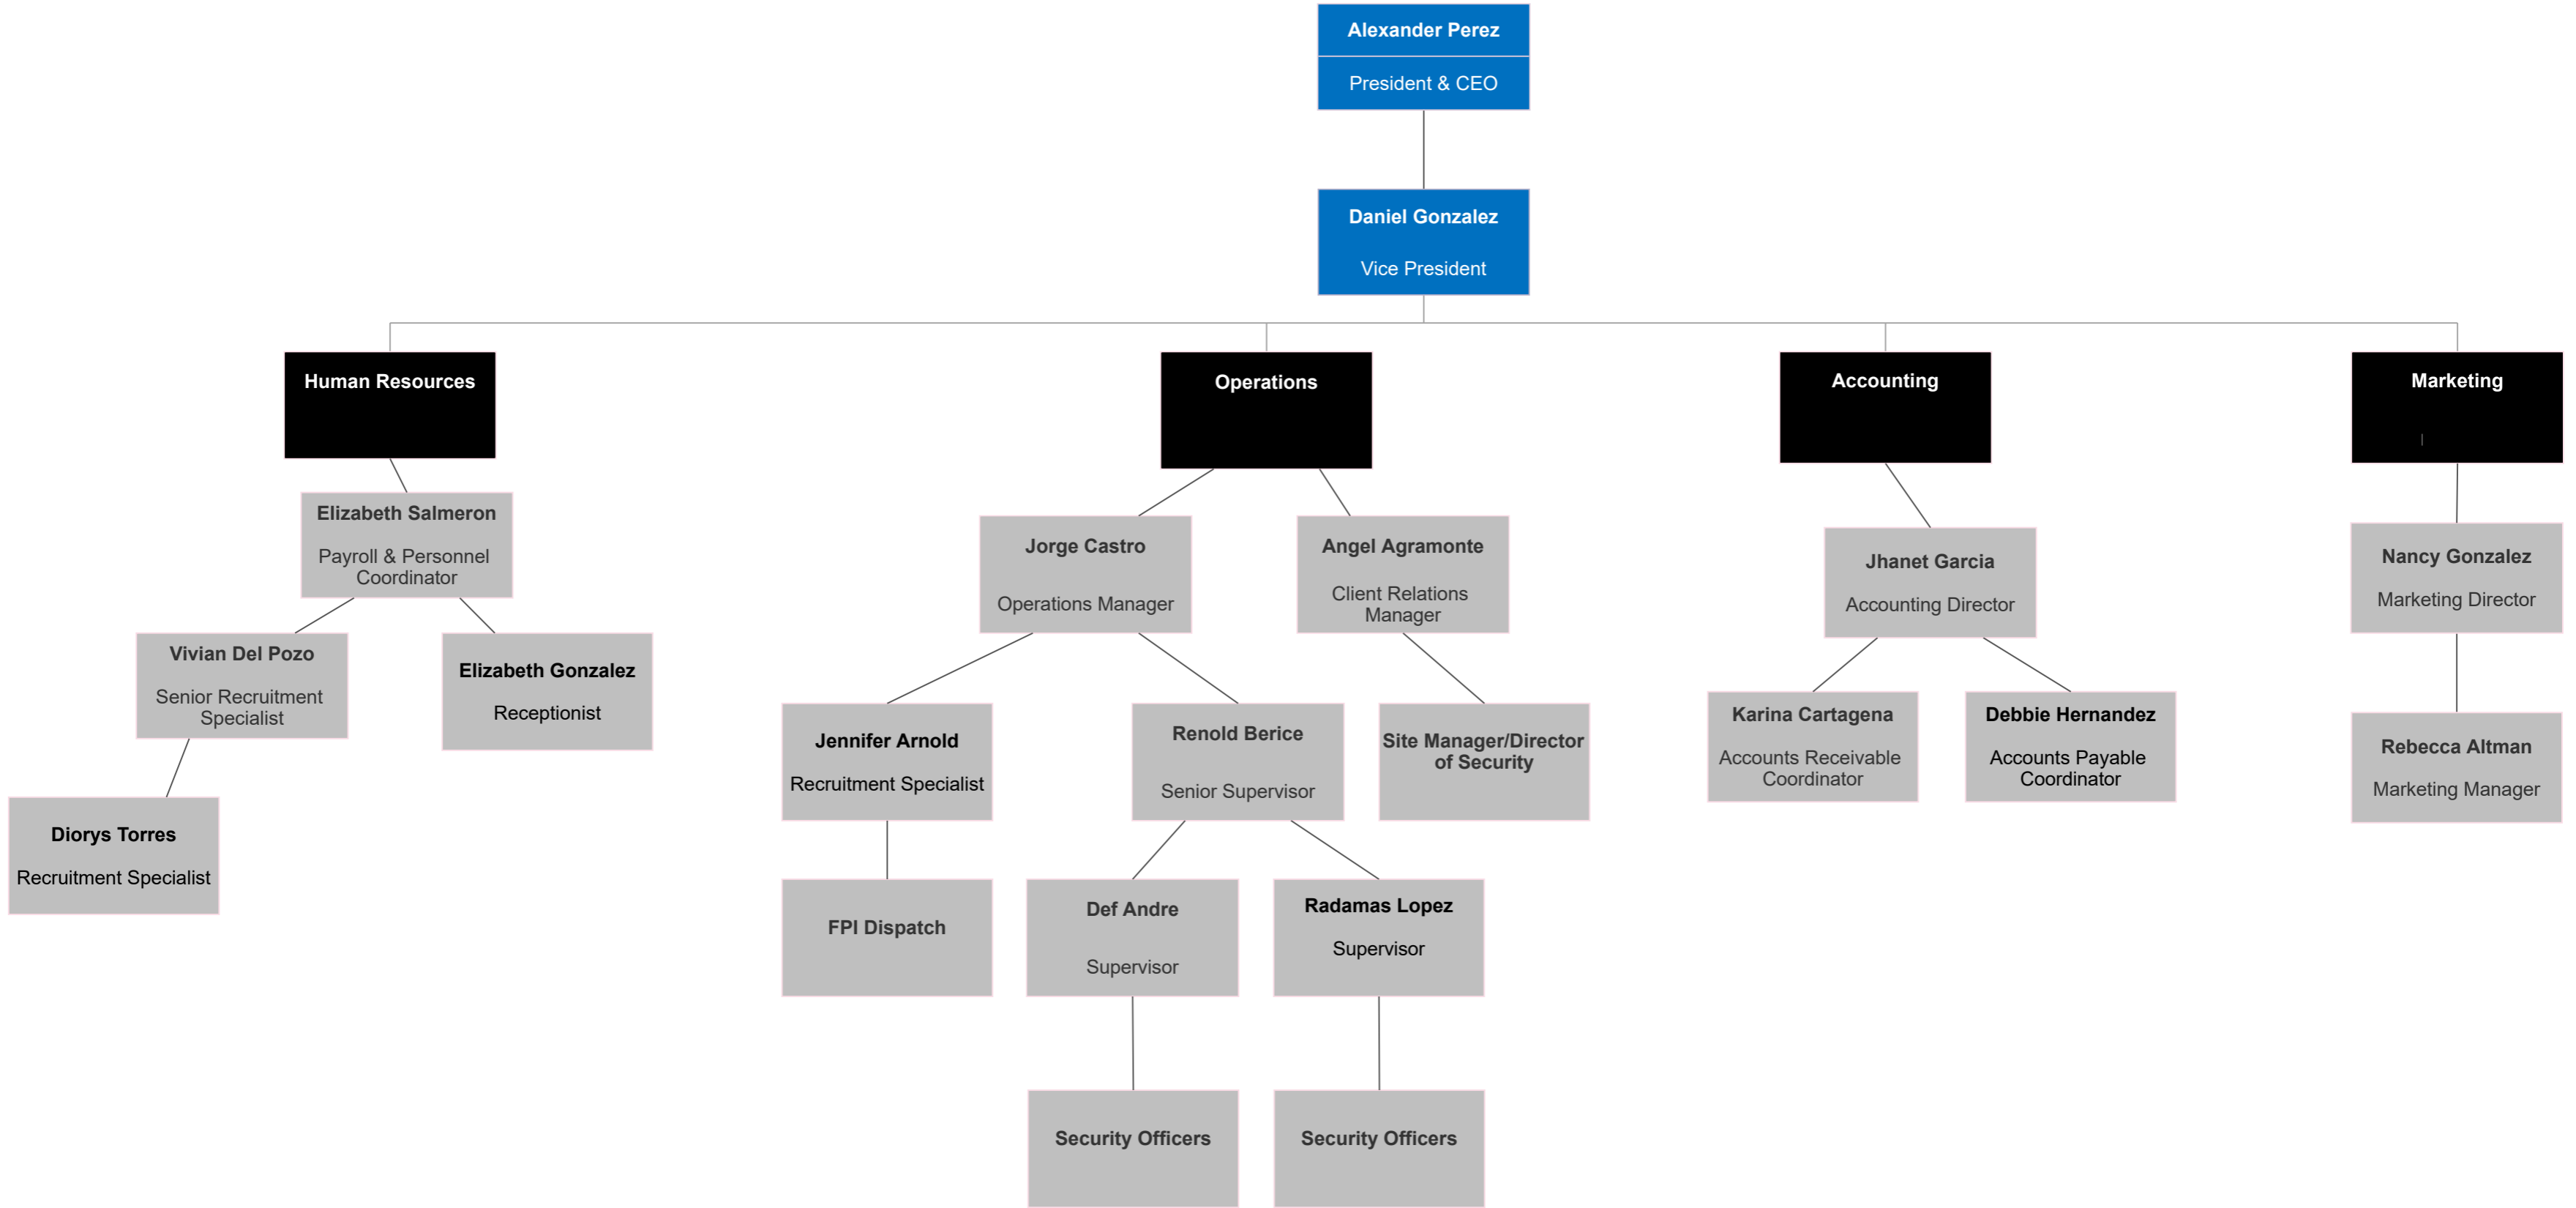 Alexander Perez
President & CEO
Daniel Gonzalez
Vice President
Human Resources
Operations
Accounting
Marketing
Elizabeth Salmeron
Payroll & Personnel
Coordinator
Vivian Del Pozo
Senior Recruitment
Specialist
Elizabeth Gonzalez
Receptionist
Diorys Torres
Recruitment Specialist
Jorge Castro
Operations Manager
Angel Agramonte
Client Relations
Manager
Jennifer Arnold
Recruitment Specialist
Renold Berice
Senior Supervisor
Site Manager/Director
of Security
FPI Dispatch
Def Andre
Supervisor
Radamas Lopez
Supervisor
Security Officers
Security Officers
Jhanet Garcia
Accounting Director
Karina Cartagena
Accounts Receivable
Coordinator
Debbie Hernandez
Accounts Payable
Coordinator
Nancy Gonzalez
Marketing Director
Rebecca Altman
Marketing Manager